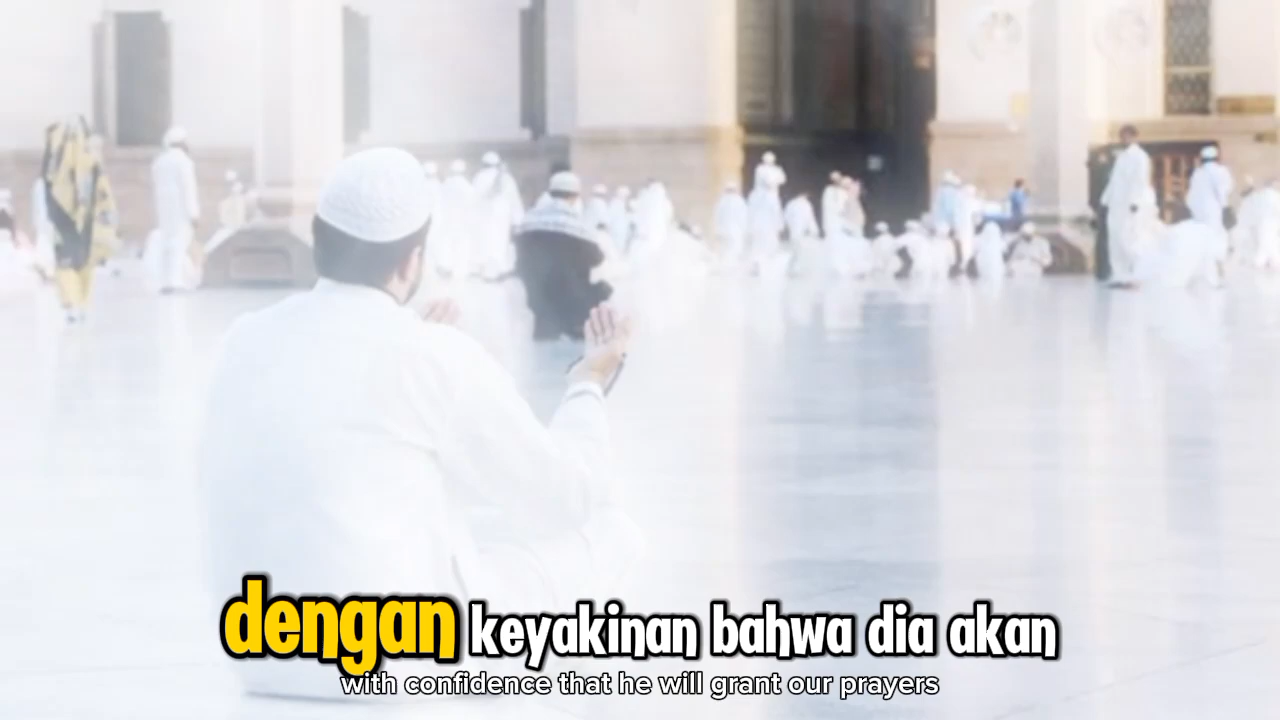 dengan keyakinan bahwa dia akan
with confidence that he will grant our prayers